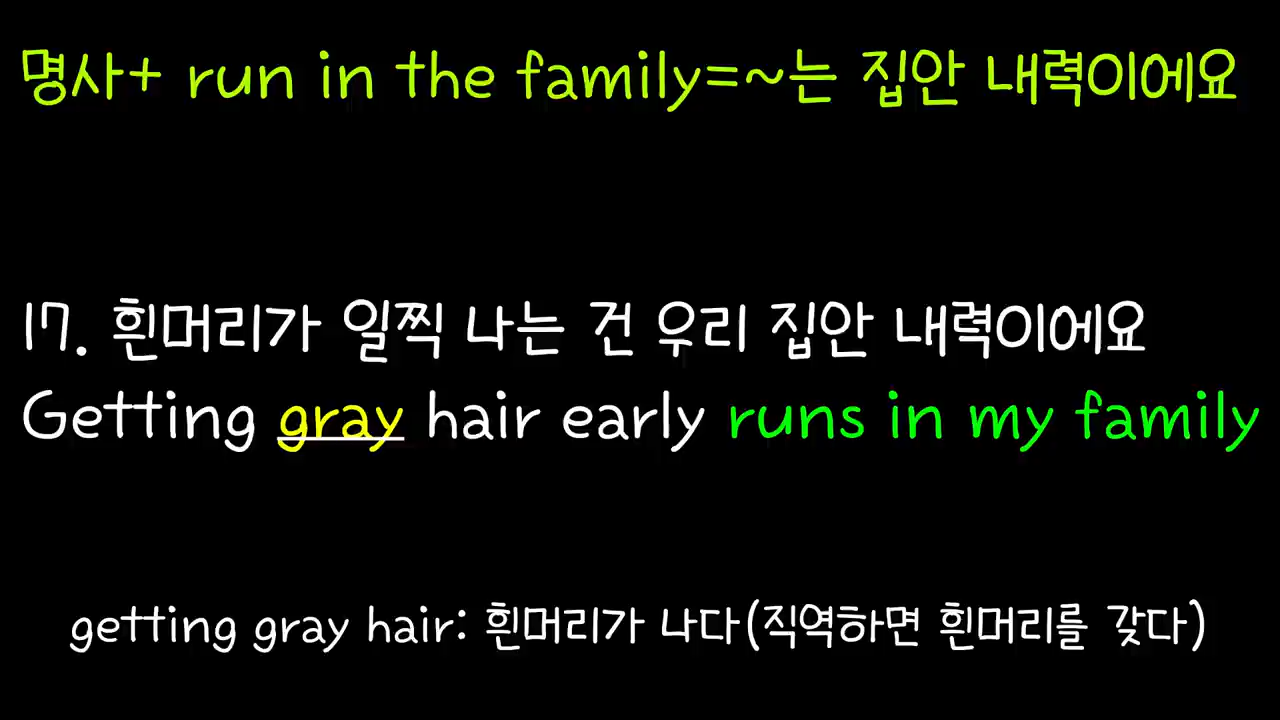 명사+ run in the family=~는 집안 내력이에요
17. 흰머리가 일찍 나는 건 우리 집안 내력이에요
Getting gray hair early runs in my family
getting gray hair: 흰머리가 나다(직역하면 흰머리를 갖다)